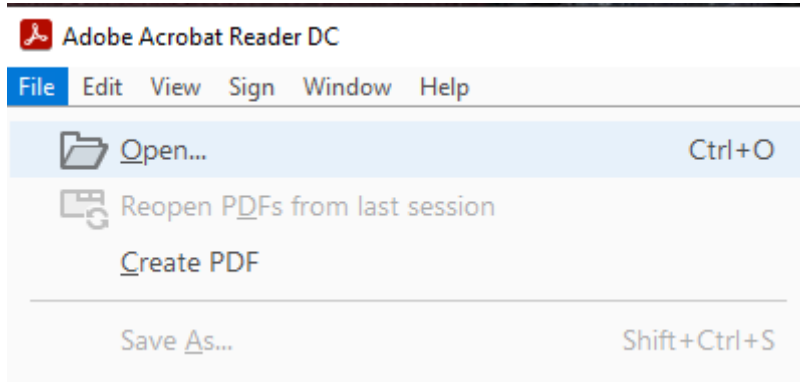 Adobe Acrobat Reader DC
File Edit View Sign Window Help
Open... Ctrl+O
Reopen PDFs from last session
Create PDF
Save As... Shift+Ctrl+S